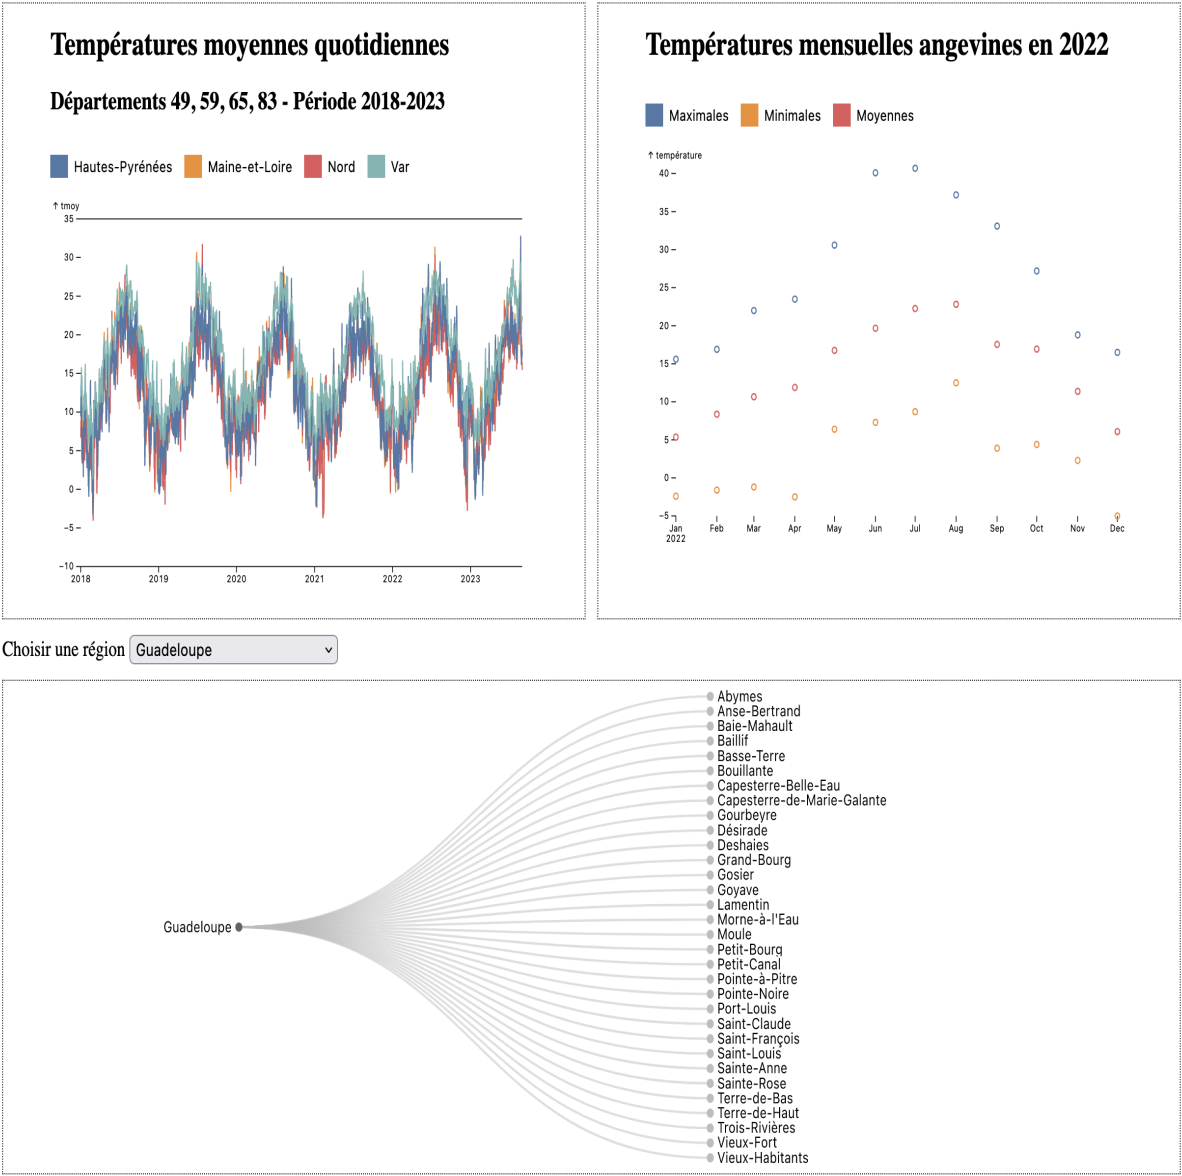 Températures moyennes quotidiennes
Départements 49, 59, 65, 83 - Période 2018-2023
Hautes-Pyrénées Maine-et-Loire Nord Var
↑ tmoy
35
30
25
20
15
10
5
0
−5
−10
2018 2019 2020 2021 2022 2023
Températures mensuelles angevines en 2022
Maximales Minimales Moyennes
↑ température
40
35
30
25
20
15
10
5
0
−5
Jan Feb Mar Apr May Jun Jul Aug Sep Oct Nov Dec
2022
Choisir une région Guadeloupe
Guadeloupe
Abymes
Anse-Bertrand
Baie-Mahault
Baillif
Basse-Terre
Bouillante
Capesterre-Belle-Eau
Capesterre-de-Marie-Galante
Gourbeyre
Désirade
Deshaies
Grand-Bourg
Gosier
Goyave
Lamentin
Morne-à-l'Eau
Moule
Petit-Bourg
Petit-Canal
Pointe-à-Pitre
Pointe-Noire
Port-Louis
Saint-Claude
Saint-François
Saint-Louis
Sainte-Anne
Sainte-Rose
Terre-de-Bas
Terre-de-Haut
Trois-Rivières
Vieux-Fort
Vieux-Habitants